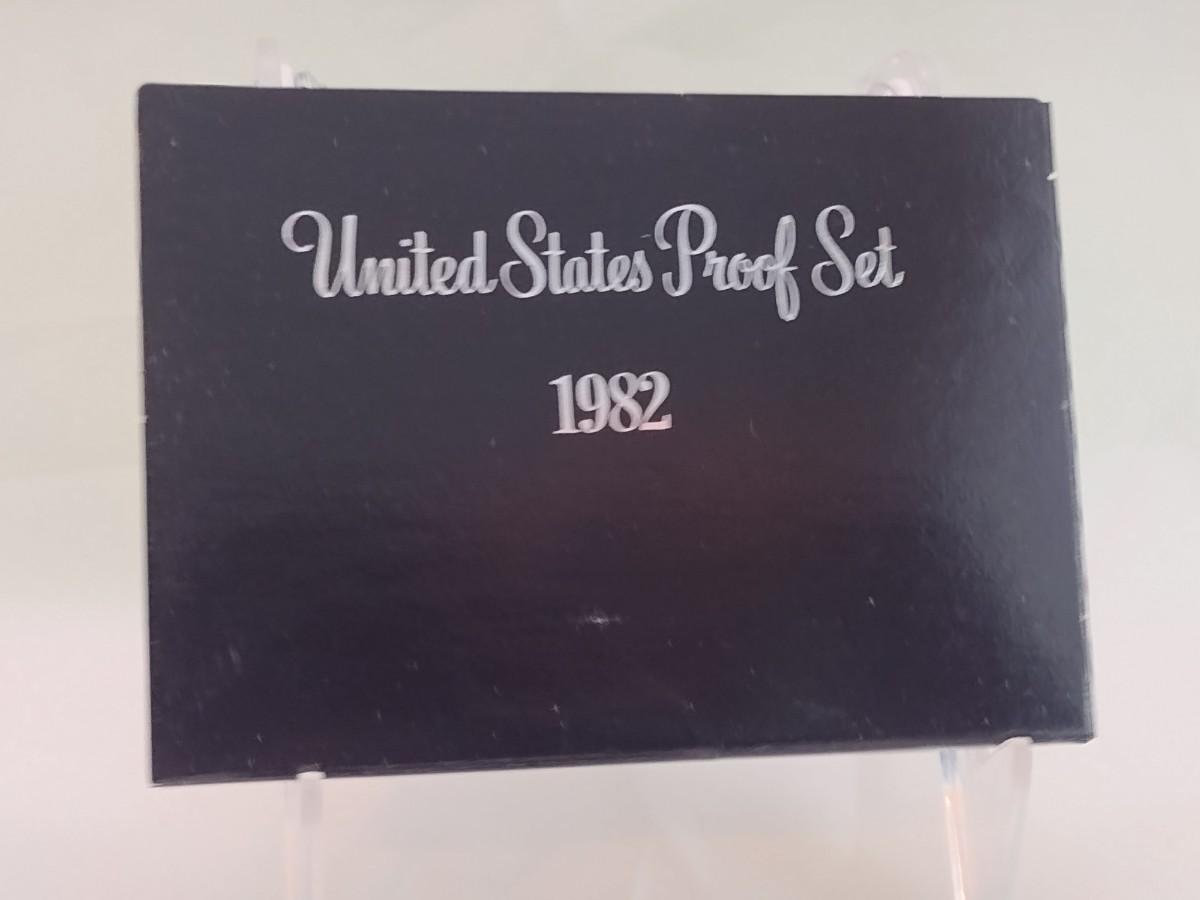 United States Proof Set
1982